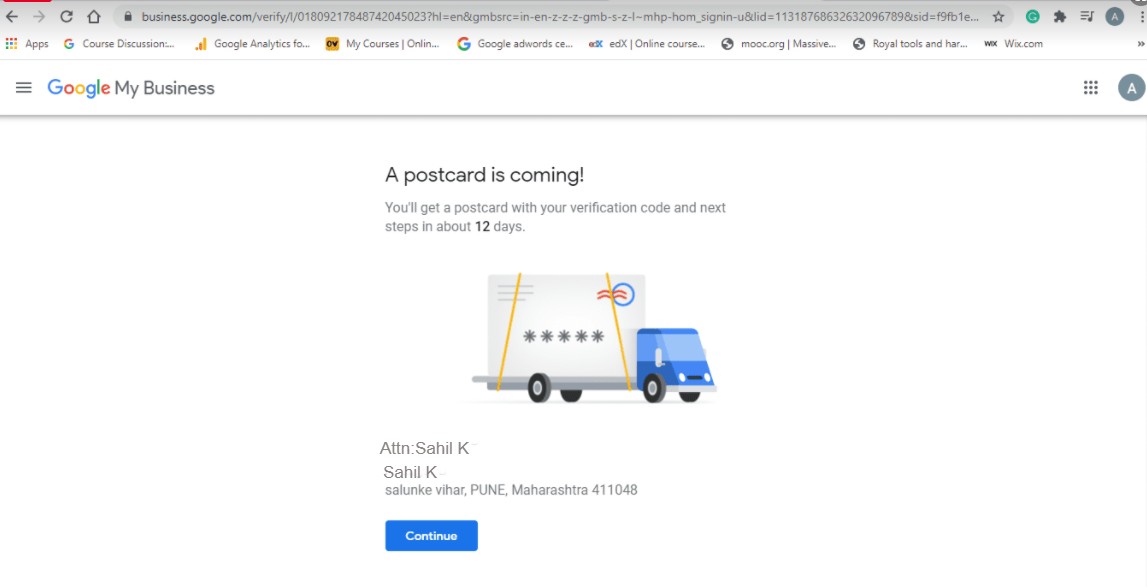 business.google.com/verify/l/01809217848742045023?hl=en&gmbsrc=in-en-z-z-z-gmb-s-z-l~mhp-hom_signin-u&lid=11318768632632096789&sid=f9fb1e...
A
Apps
Course Discussion:...
Google Analytics fo...
My Courses | Onlin...
Google adwords ce...
edX | Online course...
mooc.org | Massive...
Royal tools and har...
WiX Wix.com
»
Google My Business
A
A postcard is coming!
You'll get a postcard with your verification code and next
steps in about 12 days.
*****
Attn:Sahil K
Sahil K
salunke vihar, PUNE, Maharashtra 411048
Continue